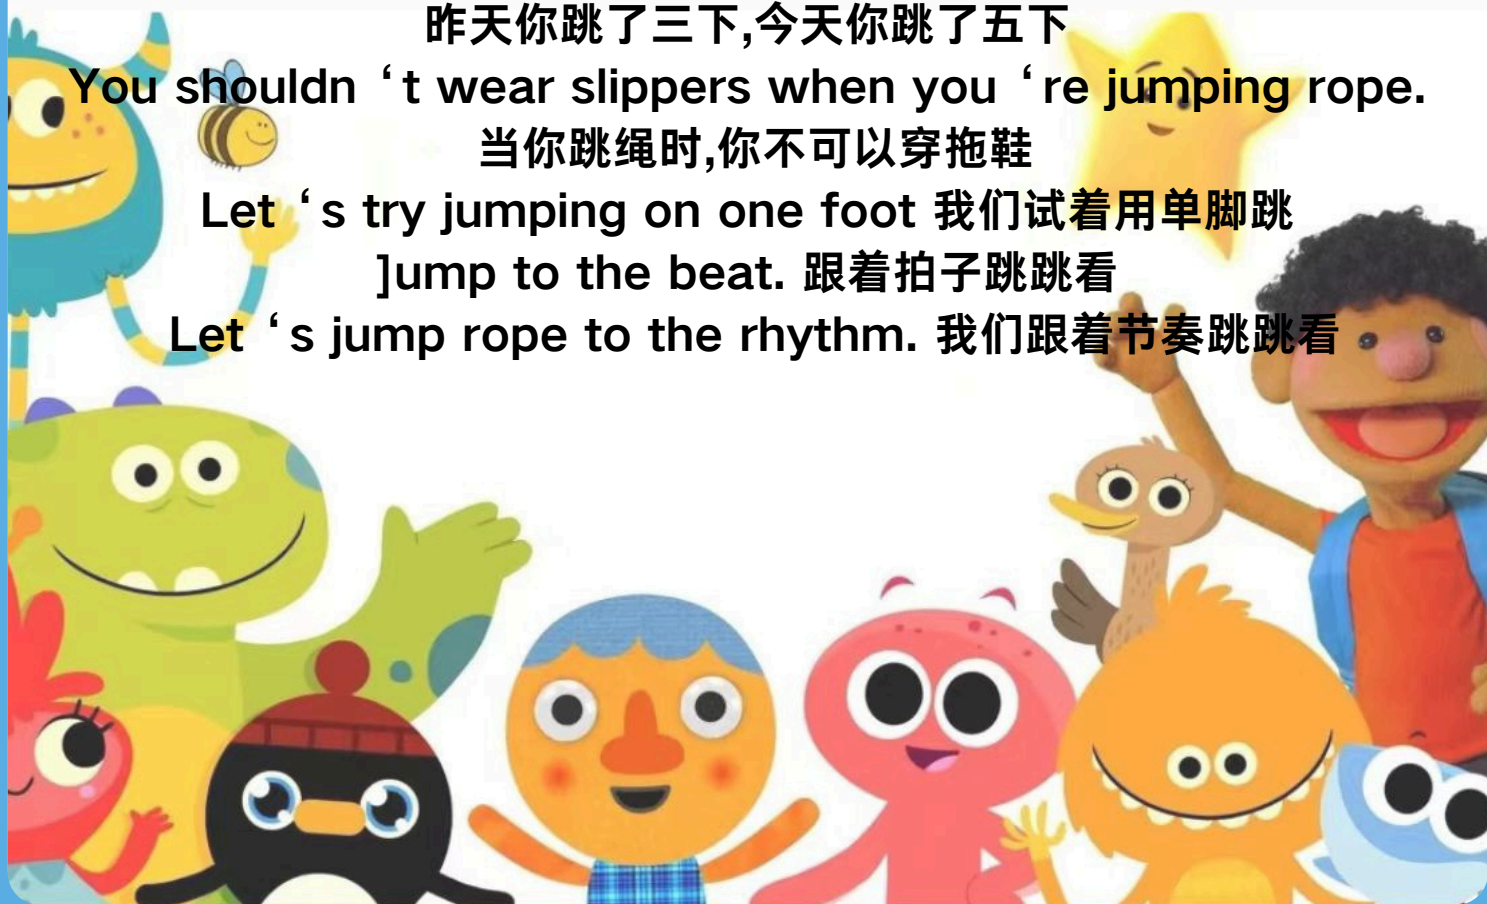 昨天你跳了三下,今天你跳了五下
You shouldn ‘t wear slippers when you ‘re jumping rope.
当你跳绳时,你不可以穿拖鞋
Let ‘s try jumping on one foot 我们试着用单脚跳
]ump to the beat. 跟着拍子跳跳看
Let ‘s jump rope to the rhythm. 我们跟着节奏跳跳看